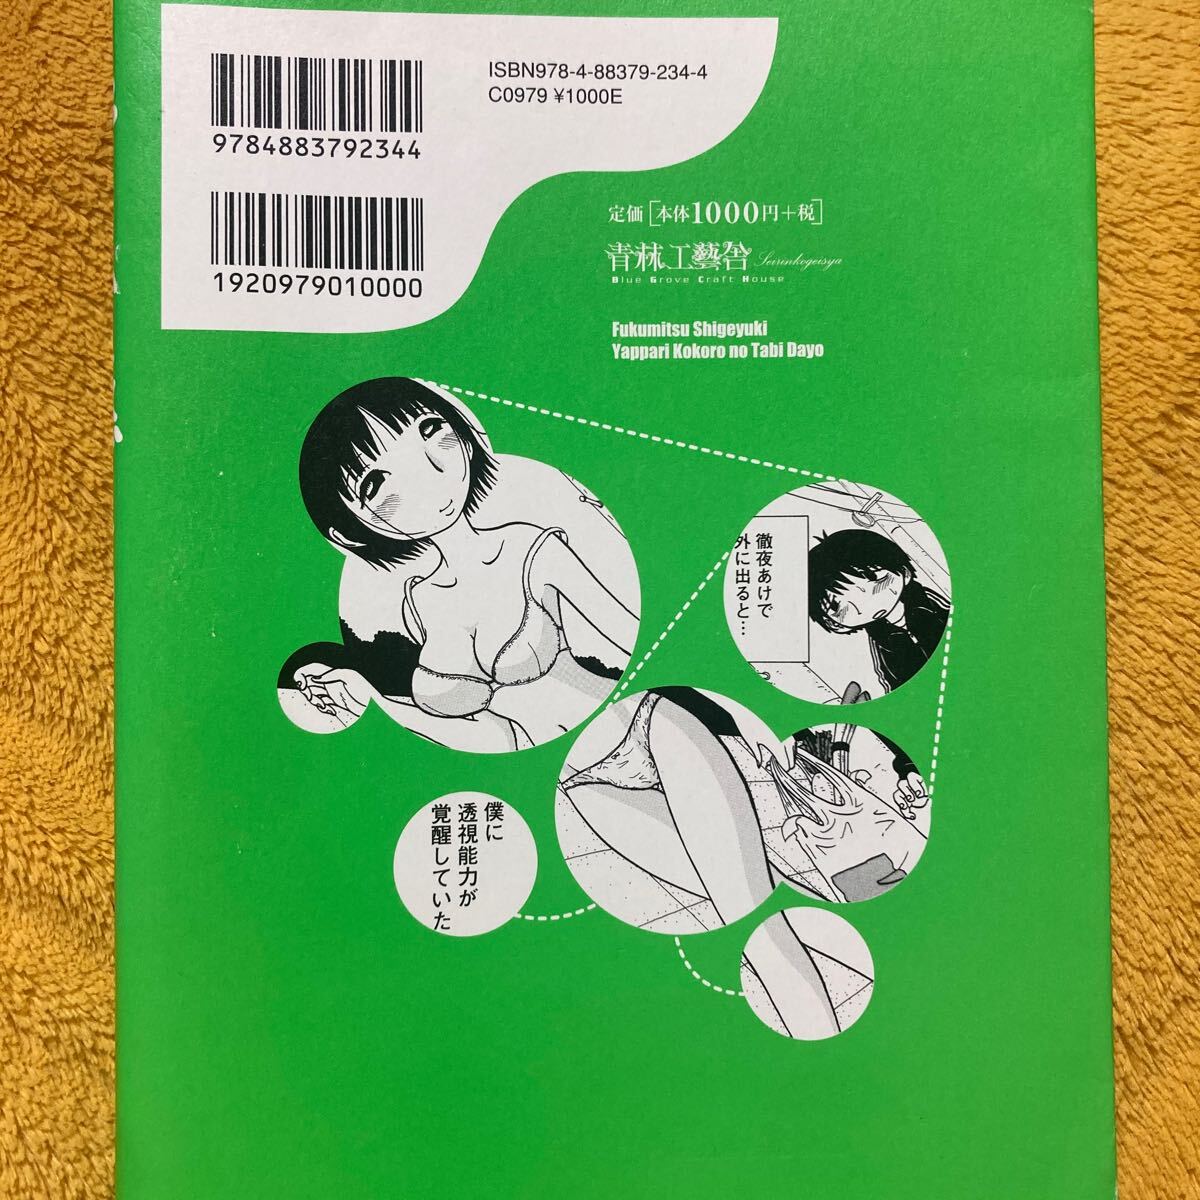 ISBN978-4-88379-234-4
C0979 ¥1000E
9784883792344
1920979010000
定価[本体1000円+税]
青林工藝舎 Seirinkogeisya
Blue Grove Craft House
Fukumitsu Shigeyuki
Yappari Kokoro no Tabi Dayo
徹夜あけで
外に出ると…
僕に
透視能力が
覚醒していた